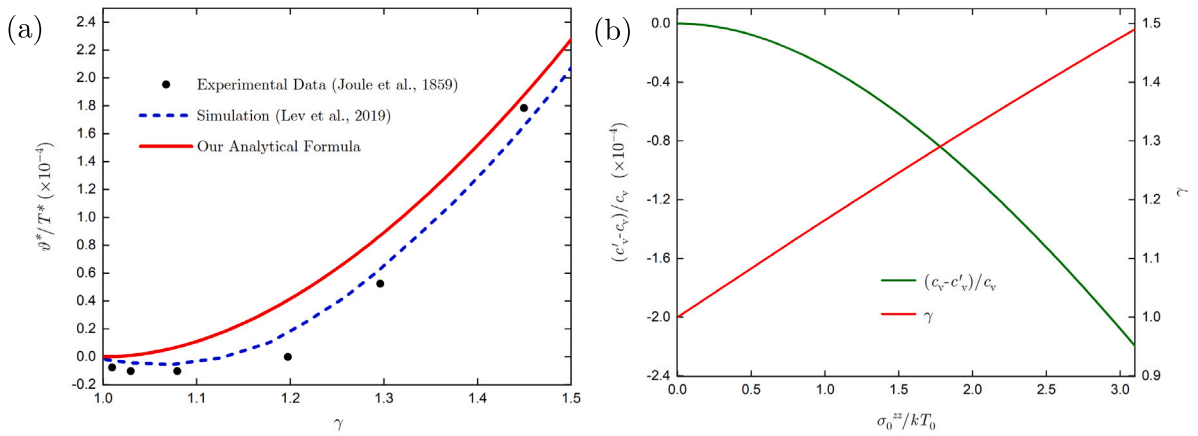 (a)
2.4
2.2
2.0
1.8
1.6
1.4
1.2
1.0
0.8
0.6
0.4
0.2
0.0
-0.2
ϑ*/T* (×10⁻⁴)
Experimental Data (Joule et al., 1859)
Simulation (Lev et al., 2019)
Our Analytical Formula
1.0 1.1 1.2 1.3 1.4 1.5
γ
(b)
0.0
-0.4
-0.8
-1.2
-1.6
-2.0
-2.4
(c′ᵥ-cᵥ)/cᵥ (×10⁻⁴)
(cᵥ-c′ᵥ)/cᵥ
γ
1.5
1.4
1.3
1.2
1.1
1.0
0.9
γ
0.0 0.5 1.0 1.5 2.0 2.5 3.0
σ₀ᶻᶻ/kT₀